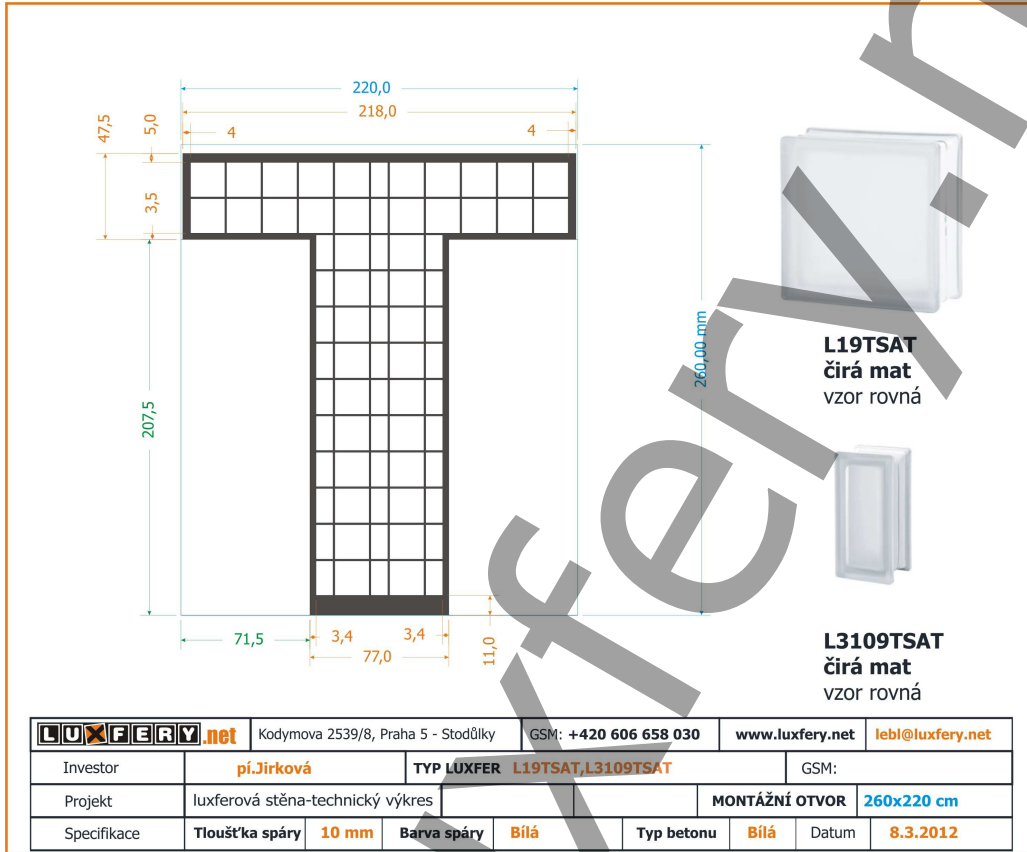 220,0
218,0
47,5
5,0
4
4
3,5
207,5
260,00 mm
71,5
3,4
3,4
77,0
11,0
L19TSAT
čirá mat
vzor rovná
L3109TSAT
čirá mat
vzor rovná
luxfery.n
LUXFERY.net Kodymova 2539/8, Praha 5 - Stodůlky GSM: +420 606 658 030 www.luxfery.net lebl@luxfery.net
Investor pí.Jirková TYP LUXFER L19TSAT,L3109TSAT GSM:
Projekt luxferová stěna-technický výkres MONTÁŽNÍ OTVOR 260x220 cm
Specifikace Tloušťka spáry 10 mm Barva spáry Bílá Typ betonu Bílá Datum 8.3.2012